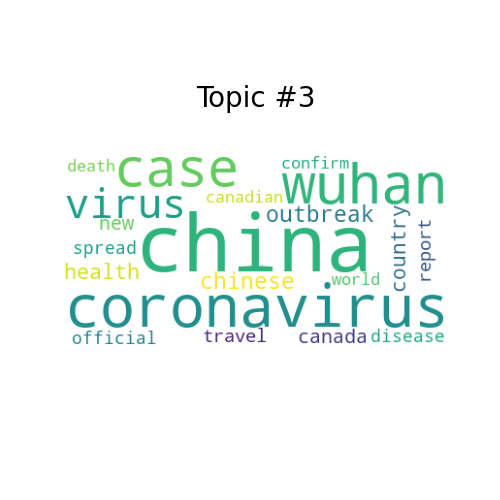 Topic #3
death
case
confirm
wuhan
virus
canadian
new
outbreak
china
country
report
spread
health
chinese
world
coronavirus
official
travel
canada
disease